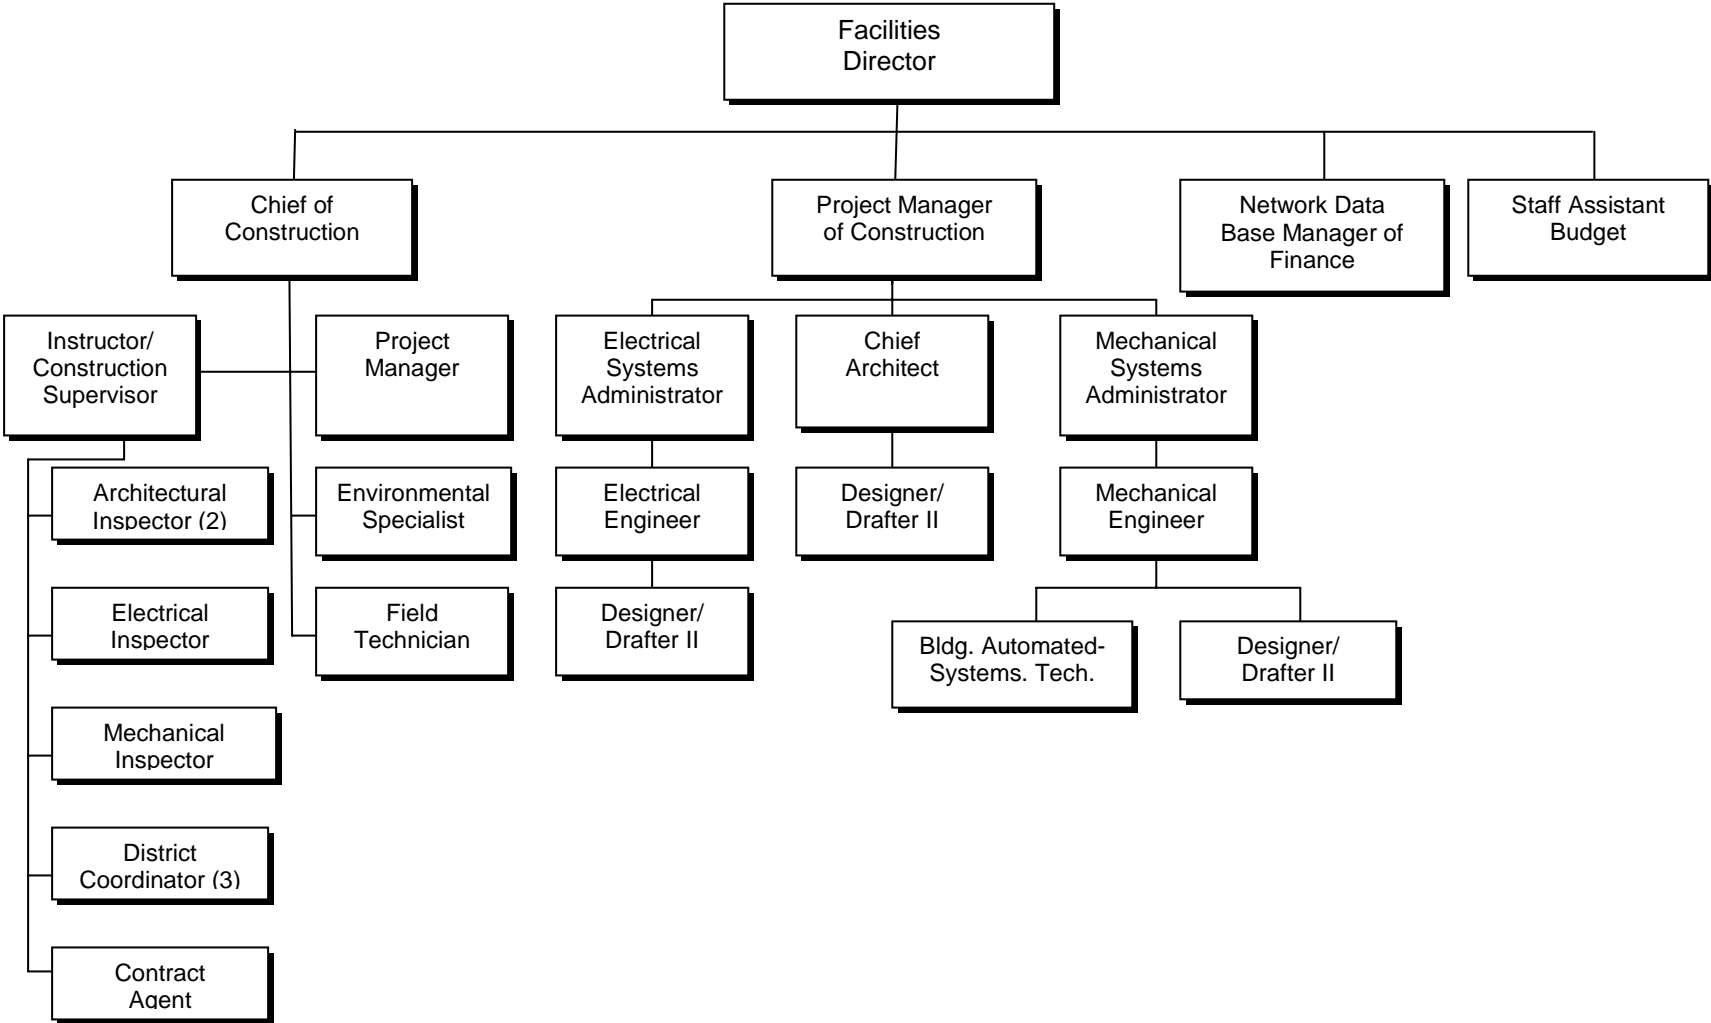 Facilities
Director
Chief of
Construction
Project Manager
of Construction
Network Data
Base Manager of
Finance
Staff Assistant
Budget
Instructor/
Construction
Supervisor
Project
Manager
Electrical
Systems
Administrator
Chief
Architect
Mechanical
Systems
Administrator
Architectural
Inspector (2)
Environmental
Specialist
Electrical
Engineer
Designer/
Drafter II
Mechanical
Engineer
Electrical
Inspector
Field
Technician
Designer/
Drafter II
Bldg. Automated-
Systems. Tech.
Designer/
Drafter II
Mechanical
Inspector
District
Coordinator (3)
Contract
Agent